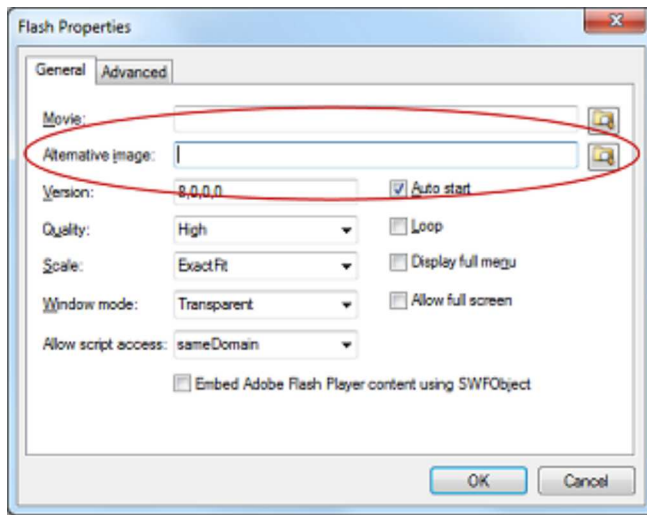 Flash Properties
General Advanced
Movie:
Alternative image:
Version: 8,0,0,0 Auto start
Quality: High Loop
Scale: ExactFit Display full menu
Window mode: Transparent Allow full screen
Allow script access: sameDomain
Embed Adobe Flash Player content using SWFObject
OK Cancel